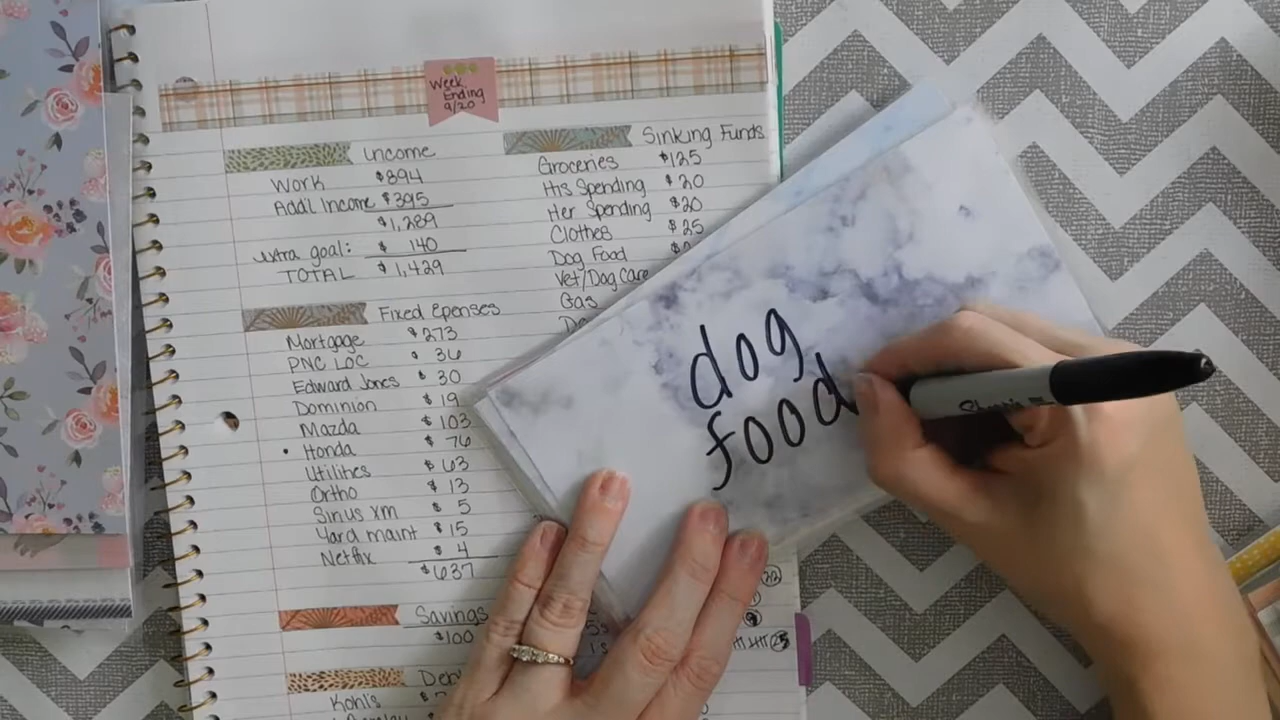 Week
Ending
9/20
Income
Work $894
Add'l Income $395
$1,289
extra goal: $ 140
TOTAL $1,429
Fixed Epenses
Mortgage $273
PNC LOC $ 36
Edward Jones $ 30
Dominion $ 19
Mazda $ 103
• Honda $ 76
Utilities $ 63
Ortho $ 13
Sirius xm $ 5
Yard maint $ 15
Netflix $ 4
$637
Savings
$100
Kohl's
Sinking Funds
Groceries $125
His Spending $20
Her Spending $20
Clothes $25
Dog Food
Vet/Dog Care
Gas
dog
food